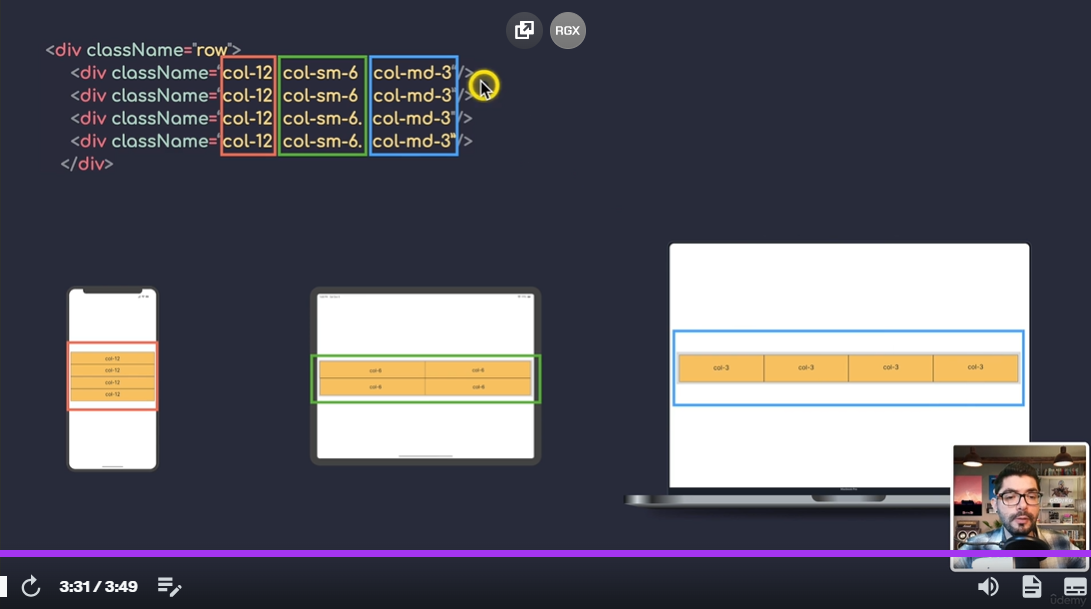 RGX
<div className="row">
<div className="col-12 col-sm-6 col-md-3"/>
<div className="col-12 col-sm-6 col-md-3"/>
<div className="col-12 col-sm-6. col-md-3"/>
<div className="col-12 col-sm-6. col-md-3"/>
</div>
col-12
col-12
col-12
col-12
col-6 col-6
col-6 col-6
col-3 col-3 col-3 col-3
3:31 / 3:49
ûdemy